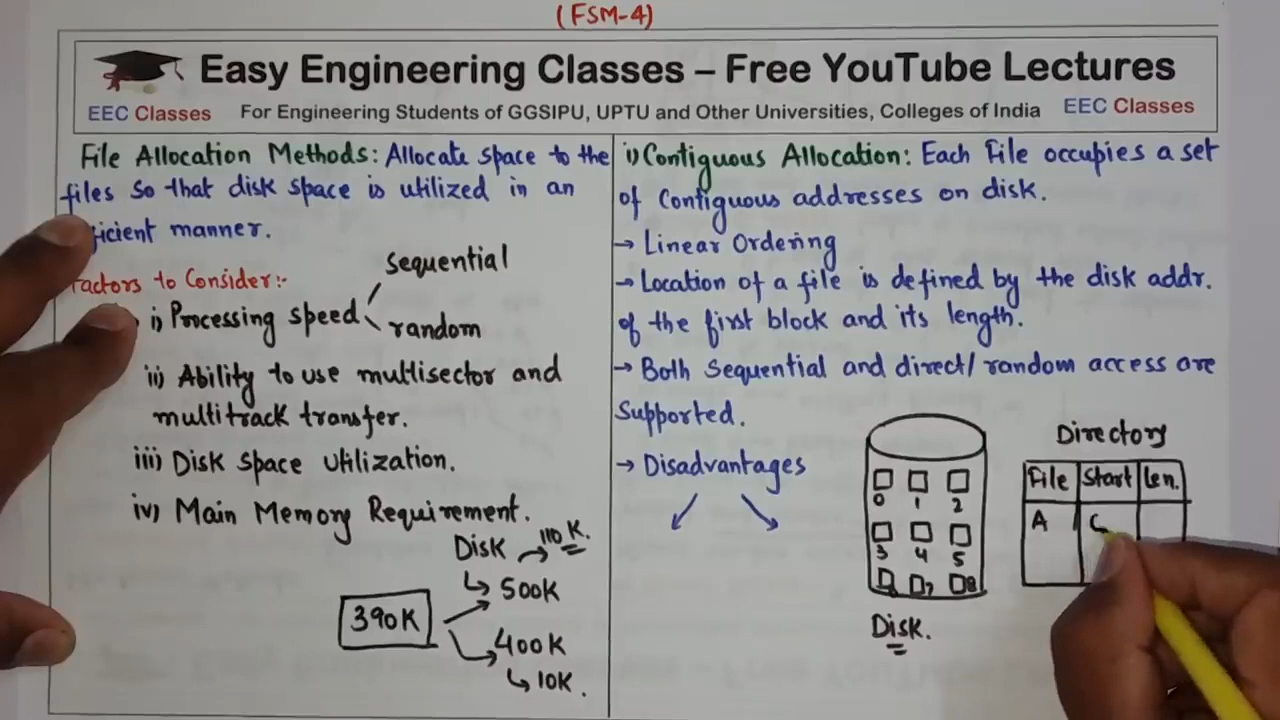 (FSM-4)
Easy Engineering Classes – Free YouTube Lectures
EEC Classes For Engineering Students of GGSIPU, UPTU and Other Universities, Colleges of India EEC Classes
File Allocation Methods: Allocate space to the
files so that disk space is utilized in an
ficient manner.
Factors to Consider:-
i) Processing speed
sequential
random
ii) Ability to use multisector and
multitrack transfer.
iii) Disk Space Utilization.
iv) Main Memory Requirement.
Disk → 110K.
500K
390K
400K
10K.
i) Contiguous Allocation: Each File occupies a set
of Contiguous addresses on disk.
→ Linear Ordering
→ Location of a file is defined by the disk addr.
of the first block and its length.
→ Both Sequential and direct/random access are
Supported.
→ Disadvantages
0 1 2
3 4 5
7 8
Disk.
Directory
File Start Len.
A